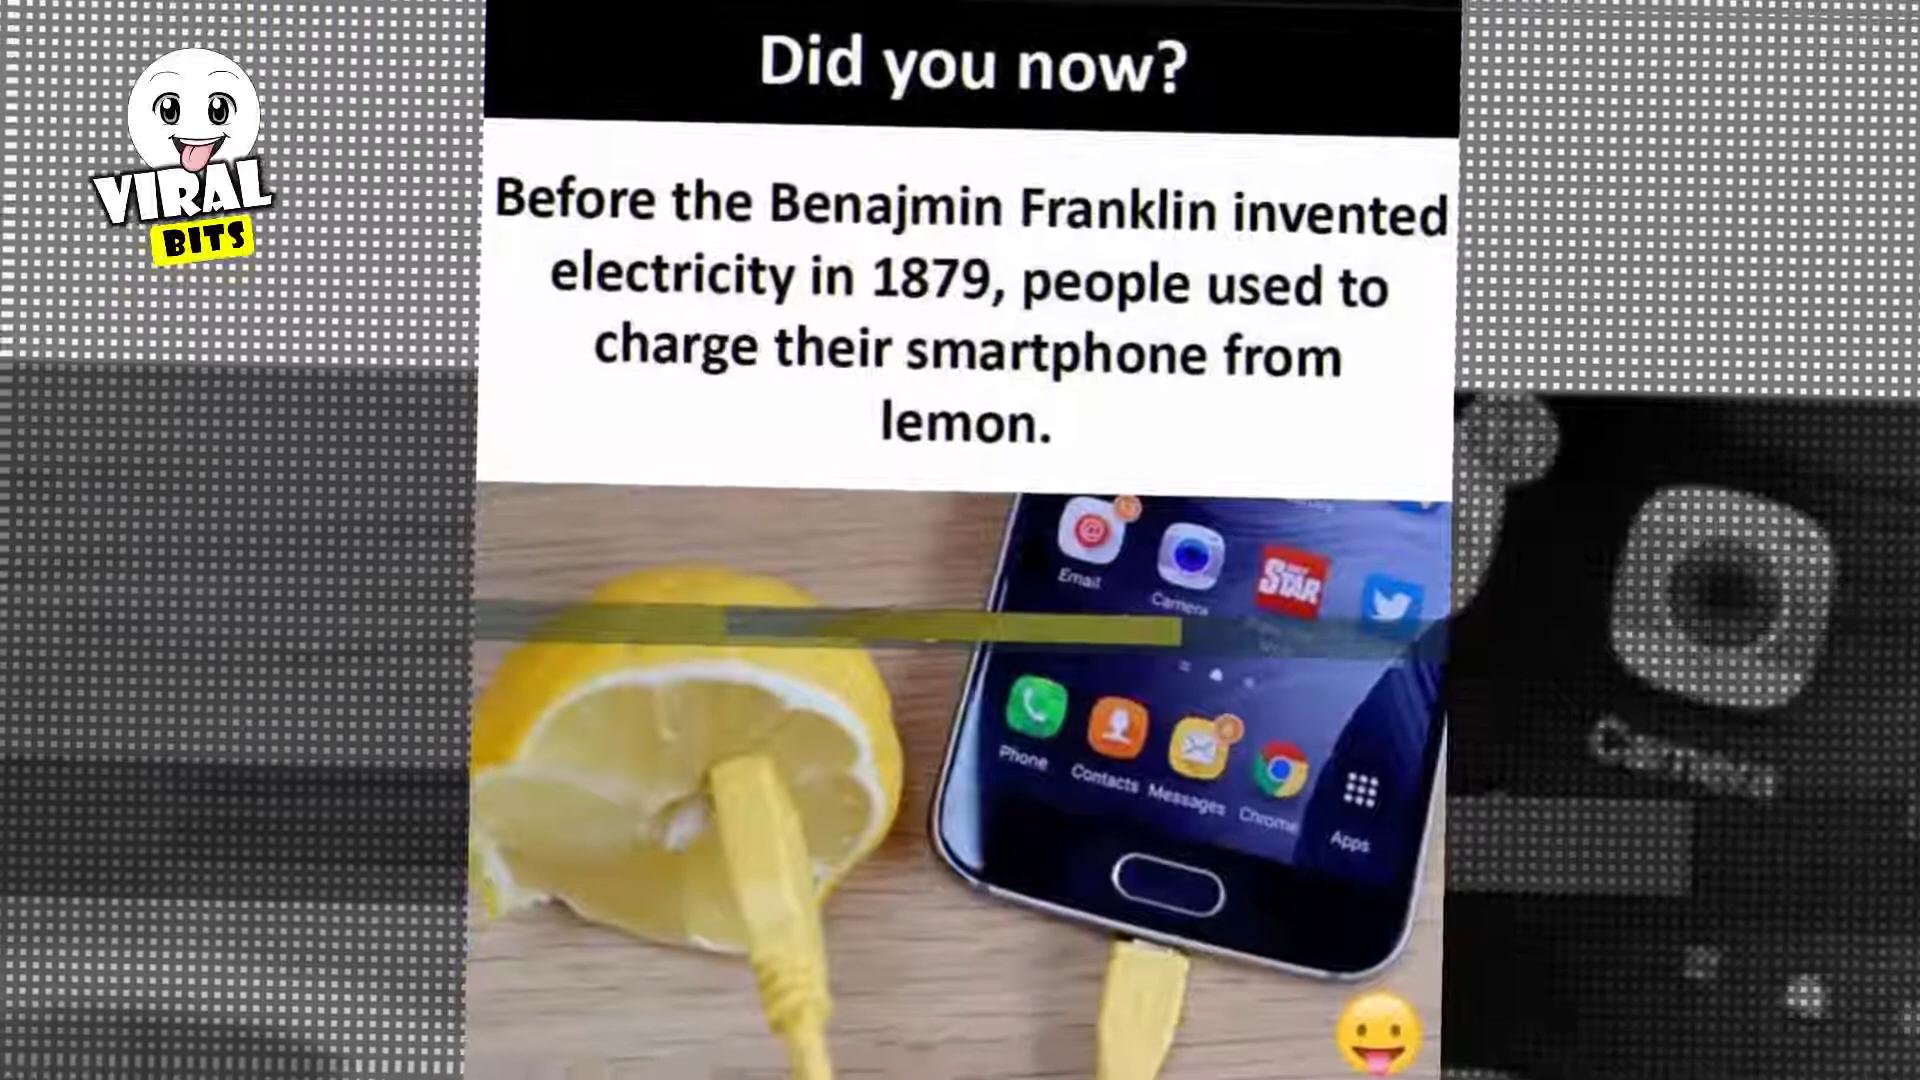 VIRAL
BITS
Did you now?
Before the Benajmin Franklin invented
electricity in 1879, people used to
charge their smartphone from
lemon.
Email
Camera
STAR
Phone
Contacts
Messages
Chrome
Apps
Camera